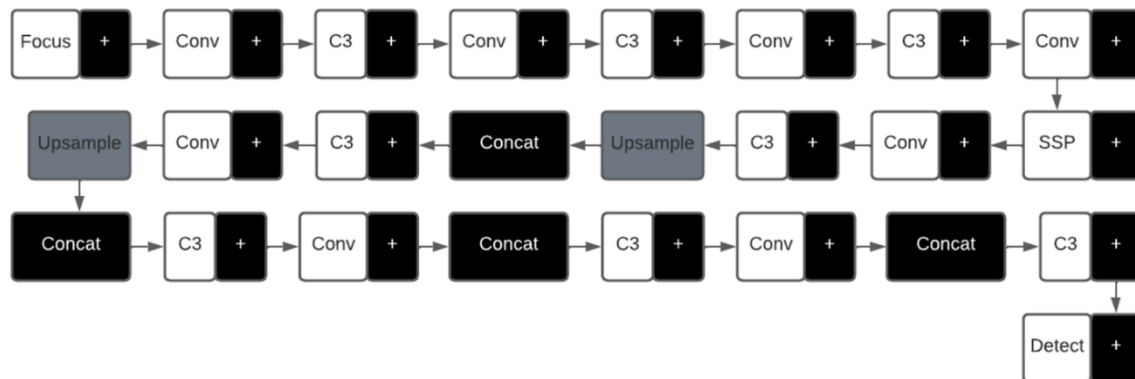 Focus + Conv + C3 + Conv + C3 + Conv + C3 + Conv +
Upsample Conv + C3 + Concat Upsample C3 + Conv + SSP +
Concat C3 + Conv + Concat C3 + Conv + Concat C3 +
Detect +